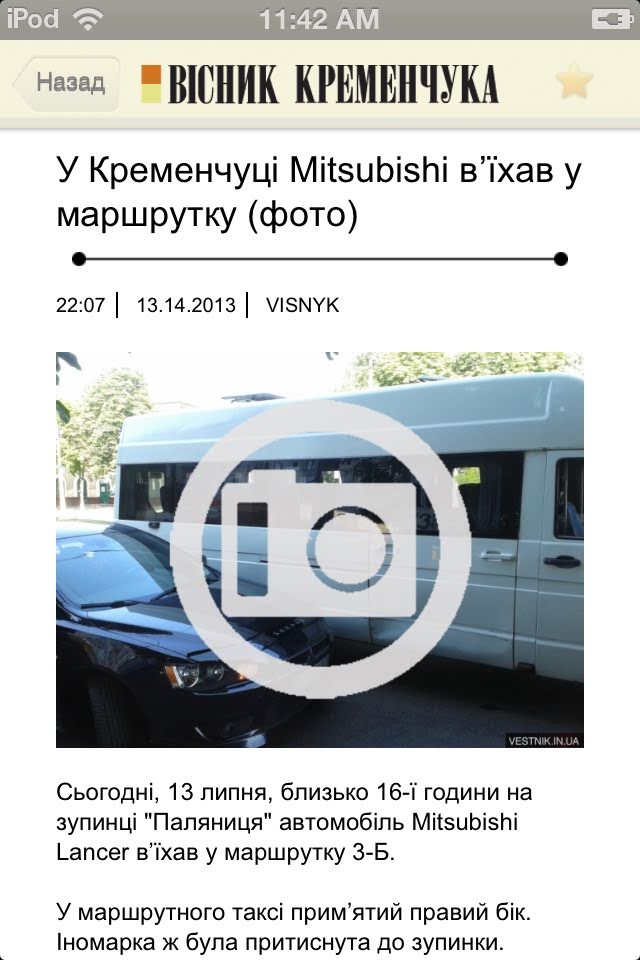 iPod 11:42 AM
Назад ВІСНИК КРЕМЕНЧУКА
У Кременчуці Mitsubishi в’їхав у
маршрутку (фото)
22:07 | 13.14.2013 | VISNYK
VESTNIK.IN.UA
Сьогодні, 13 липня, близько 16-ї години на
зупинці "Паляниця" автомобіль Mitsubishi
Lancer в’їхав у маршрутку 3-Б.
У маршрутного таксі прим’ятий правий бік.
Іномарка ж була притиснута до зупинки.